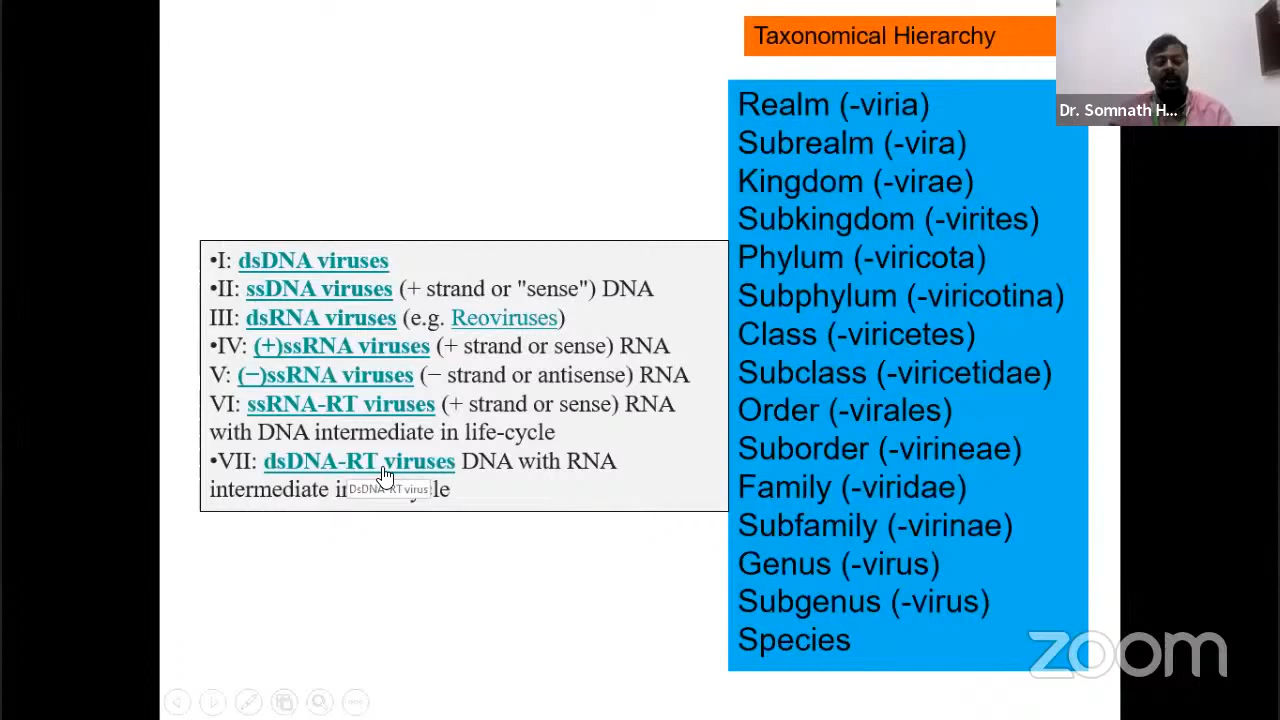 Taxonomical Hierarchy
Dr. Somnath H...
Realm (-viria)
Subrealm (-vira)
Kingdom (-virae)
Subkingdom (-virites)
Phylum (-viricota)
Subphylum (-viricotina)
Class (-viricetes)
Subclass (-viricetidae)
Order (-virales)
Suborder (-virineae)
Family (-viridae)
Subfamily (-virinae)
Genus (-virus)
Subgenus (-virus)
Species
•I: dsDNA viruses
•II: ssDNA viruses (+ strand or "sense") DNA
III: dsRNA viruses (e.g. Reoviruses)
•IV: (+)ssRNA viruses (+ strand or sense) RNA
V: (−)ssRNA viruses (− strand or antisense) RNA
VI: ssRNA-RT viruses (+ strand or sense) RNA
with DNA intermediate in life-cycle
•VII: dsDNA-RT viruses DNA with RNA
intermediate
DsDNA-RT virus
zoom